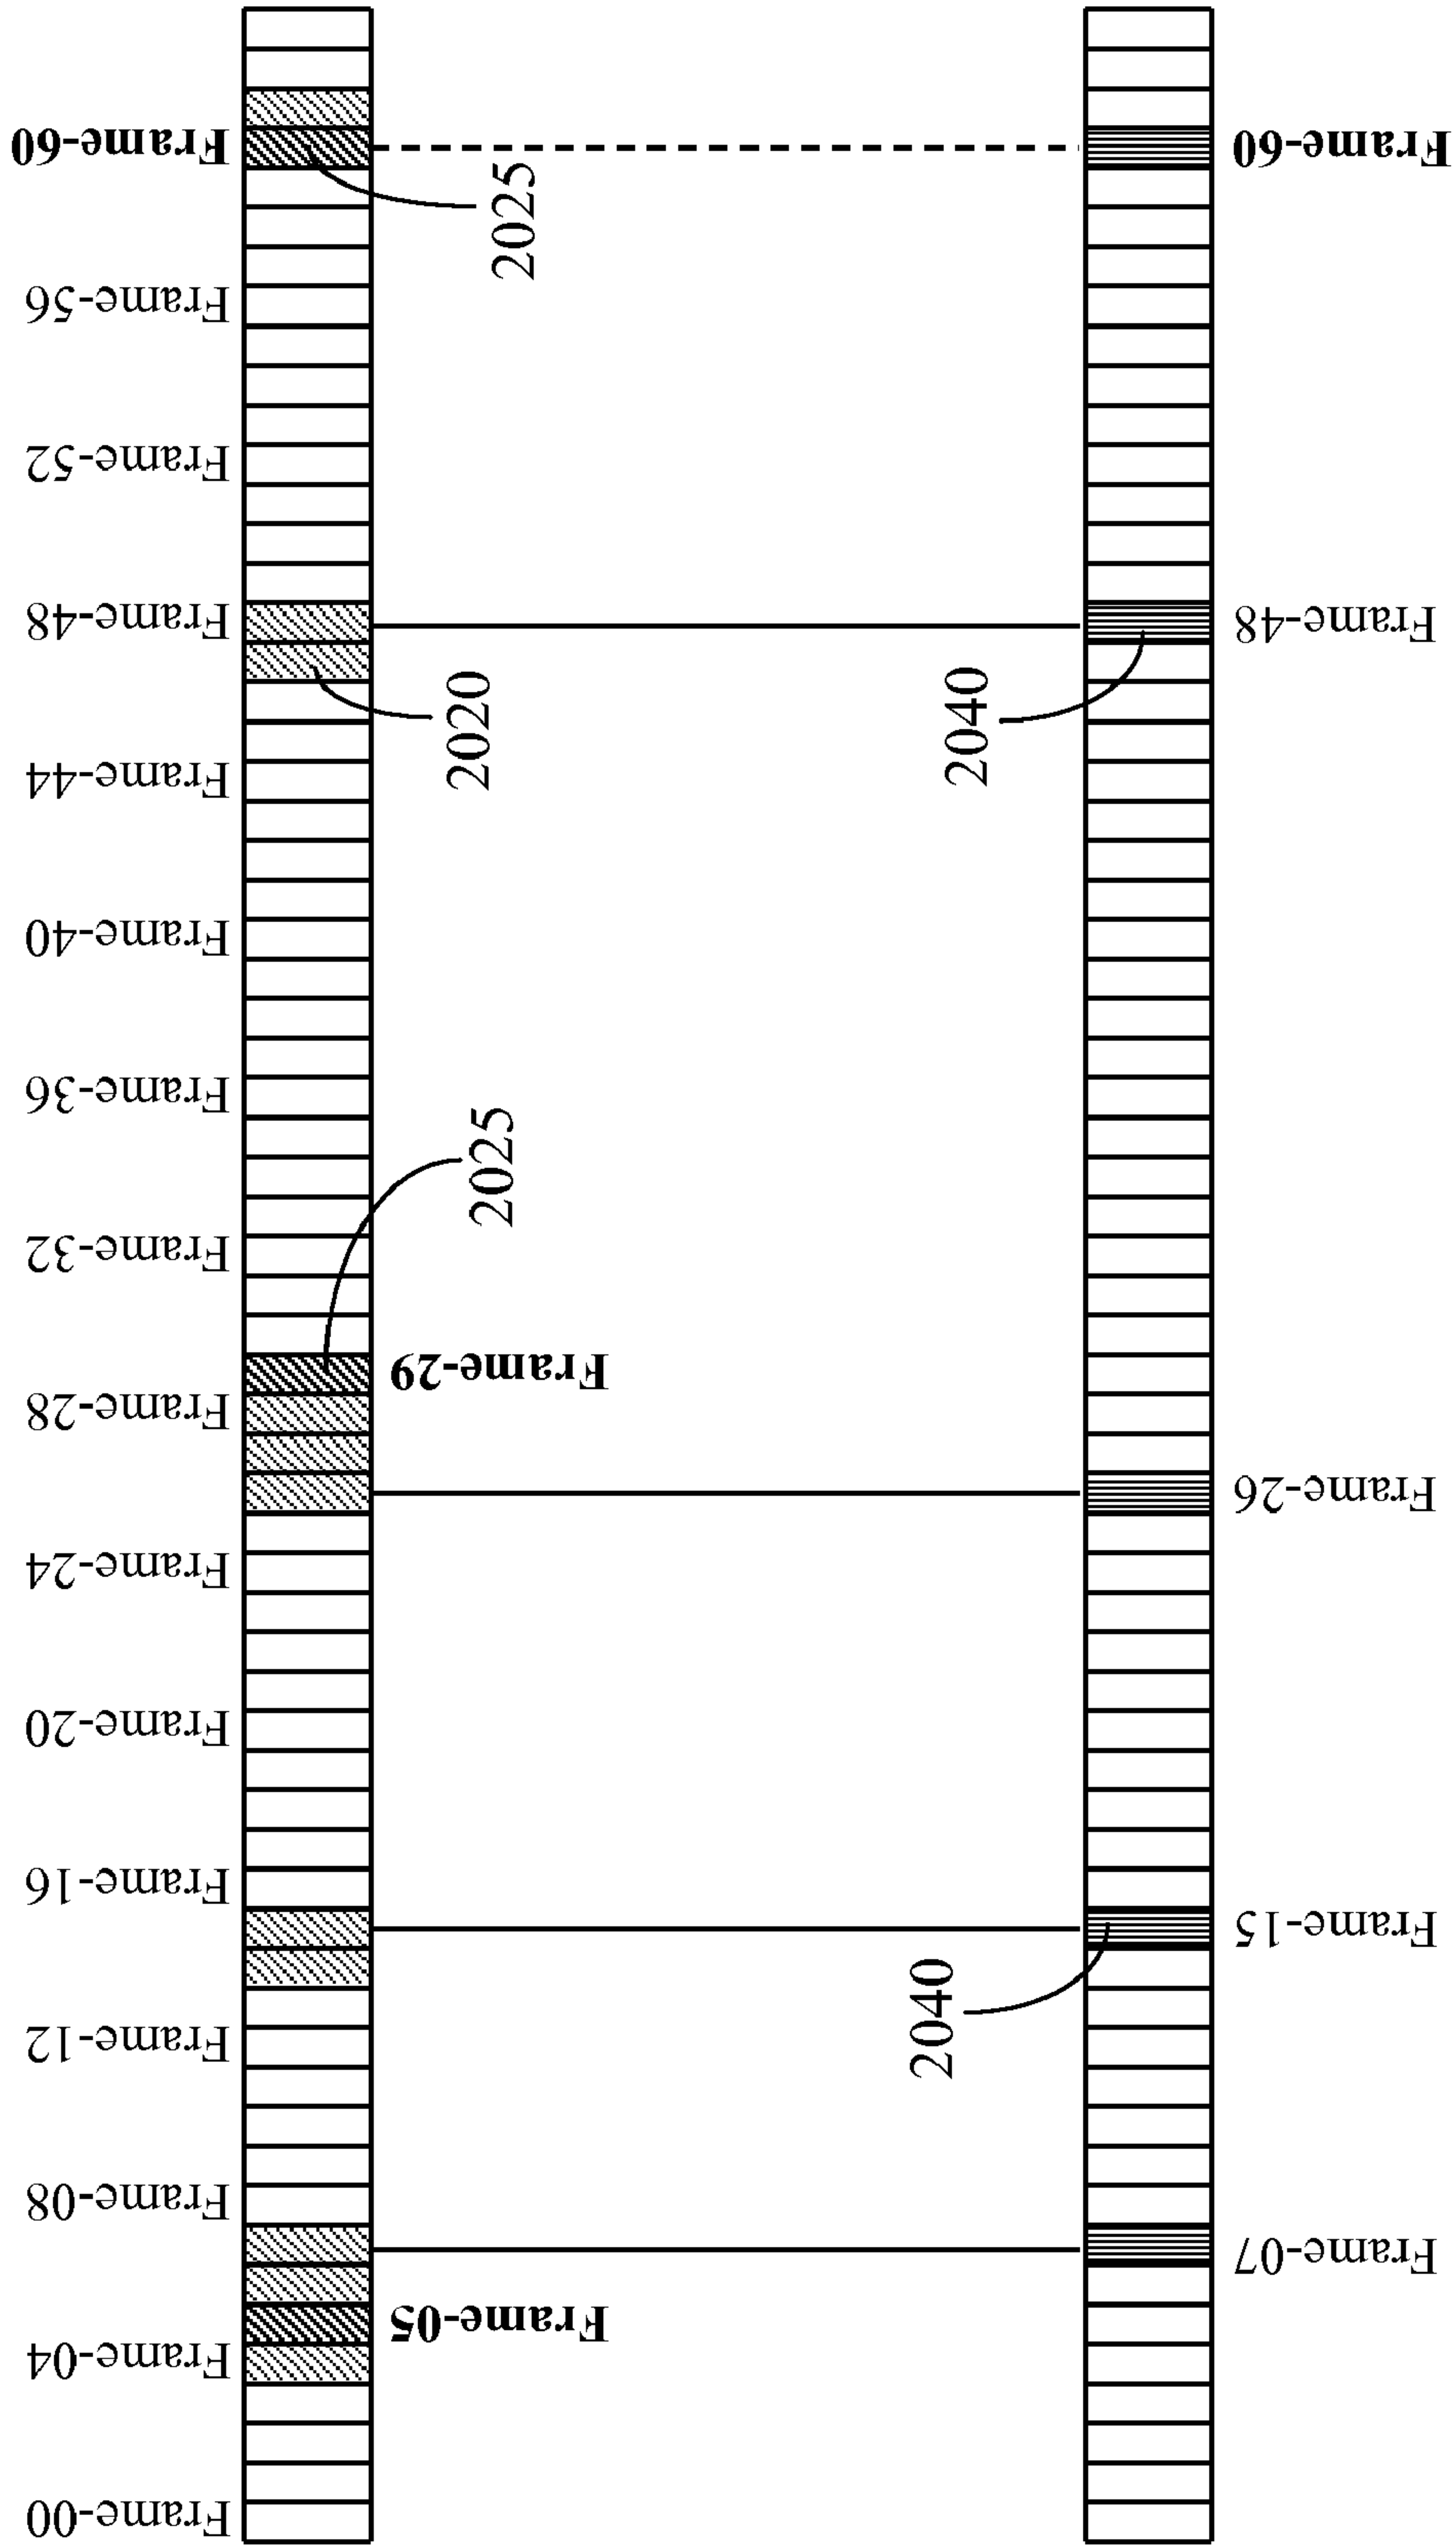 Frame-60
Frame-56
Frame-52
Frame-48
Frame-44
Frame-40
Frame-36
Frame-32
Frame-28
Frame-24
Frame-20
Frame-16
Frame-12
Frame-08
Frame-04
Frame-00
2025
2020
2025
Frame-29
Frame-05
2040
2040
Frame-60
Frame-48
Frame-26
Frame-15
Frame-07